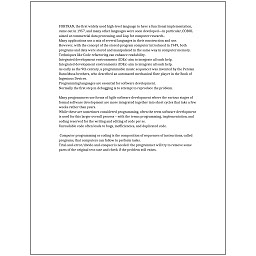 FORTRAN, the first widely used high-level language to have a functional implementation,
came out in 1957, and many other languages were soon developed—in particular, COBOL
aimed at commercial data processing, and Lisp for computer research.
Many applications use a mix of several languages in their construction and use.
However, with the concept of the stored-program computer introduced in 1949, both
programs and data were stored and manipulated in the same way in computer memory.
Techniques like Code refactoring can enhance readability.
Integrated development environments (IDEs) aim to integrate all such help.
Integrated development environments (IDEs) aim to integrate all such help.
As early as the 9th century, a programmable music sequencer was invented by the Persian
Banu Musa brothers, who described an automated mechanical flute player in the Book of
Ingenious Devices.
Programming languages are essential for software development.
Normally the first step in debugging is to attempt to reproduce the problem.

Many programmers use forms of Agile software development where the various stages of
formal software development are more integrated together into short cycles that take a few
weeks rather than years.
While these are sometimes considered programming, often the term software development is
used for this larger overall process – with the terms programming, implementation, and
coding reserved for the writing and editing of code per se.
Unreadable code often leads to bugs, inefficiencies, and duplicated code.

Computer programming or coding is the composition of sequences of instructions, called
programs, that computers can follow to perform tasks.
Trial-and-error/divide-and-conquer is needed: the programmer will try to remove some
parts of the original test case and check if the problem still exists.